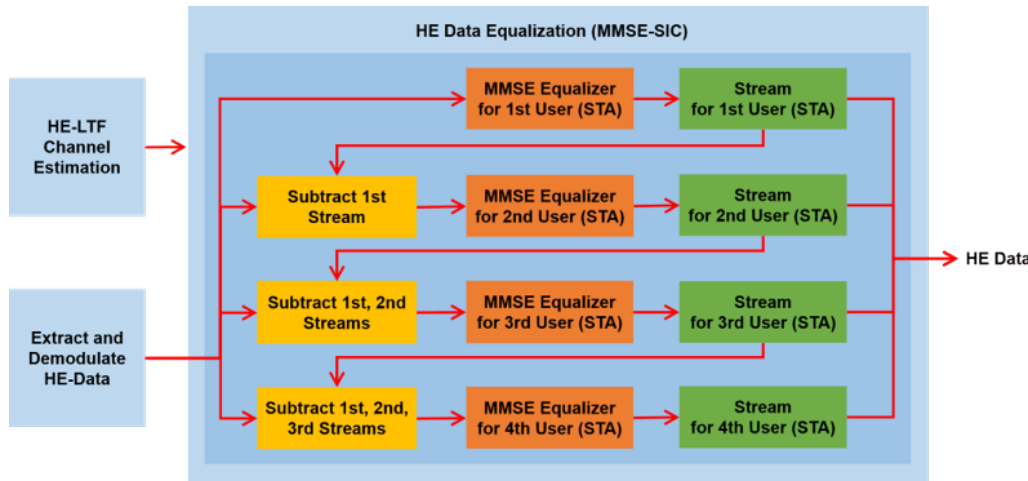 HE Data Equalization (MMSE-SIC)
HE-LTF
Channel
Estimation
MMSE Equalizer
for 1st User (STA)
Stream
for 1st User (STA)
Subtract 1st
Stream
MMSE Equalizer
for 2nd User (STA)
Stream
for 2nd User (STA)
HE Data
Subtract 1st, 2nd
Streams
MMSE Equalizer
for 3rd User (STA)
Stream
for 3rd User (STA)
Extract and
Demodulate
HE-Data
Subtract 1st, 2nd,
3rd Streams
MMSE Equalizer
for 4th User (STA)
Stream
for 4th User (STA)